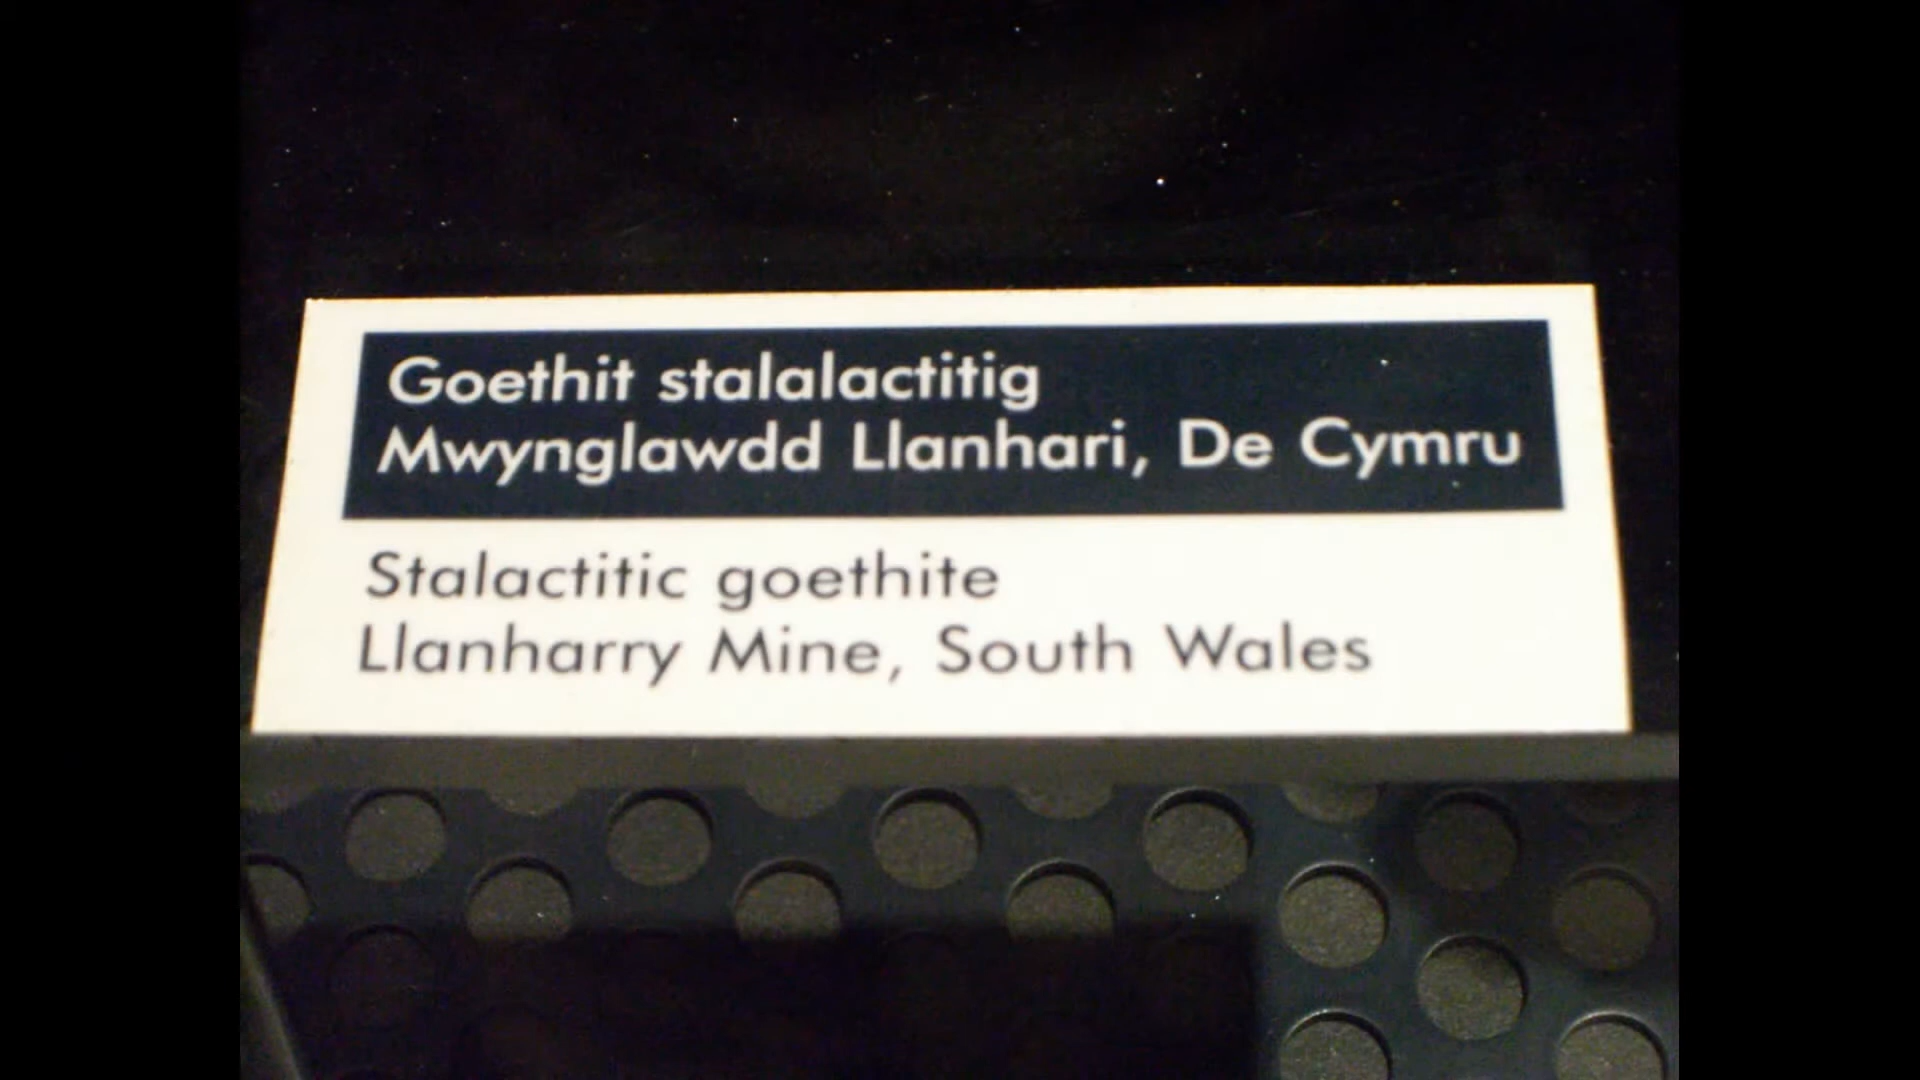 Goethit stalalactitig
Mwynglawdd Llanhari, De Cymru
Stalactitic goethite
Llanharry Mine, South Wales